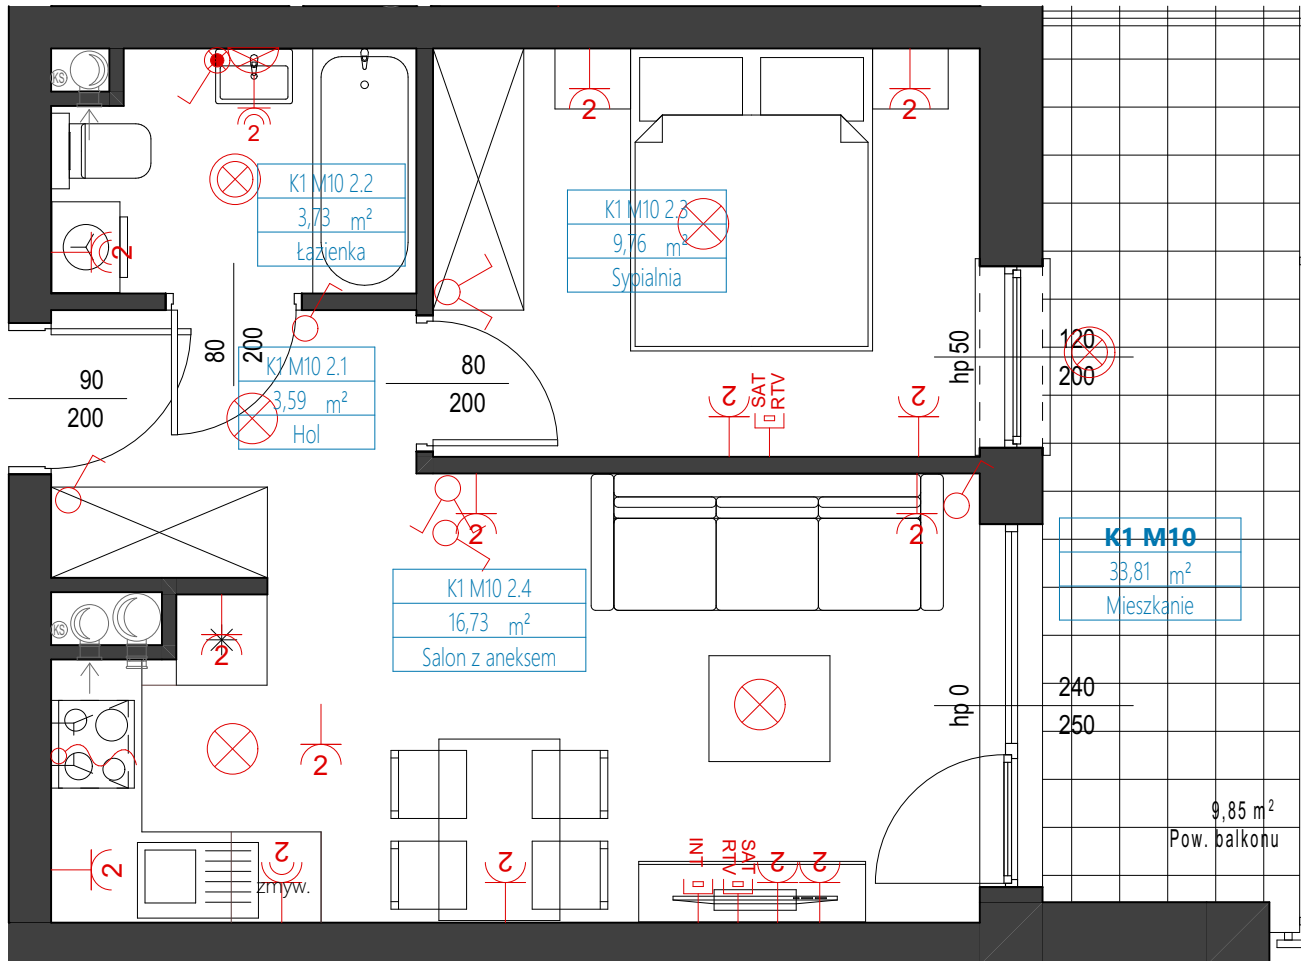 KS
2
K1 M10 2.2
3,73 m²
Łazienka
2
2
2
K1 M10 2.3
9,76 m²
Sypialnia
80
200
90
200
K1 M10 2.1
3,59 m²
Hol
80
200
2
SAT
RTV
2
hp 50
120
200
2
2
K1 M10 2.4
16,73 m²
Salon z aneksem
K1 M10
33,81 m²
Mieszkanie
KS
2
2
hp 0
240
250
9,85 m²
Pow. balkonu
2
2
zmyw.
2
INT
SAT
RTV
2
2